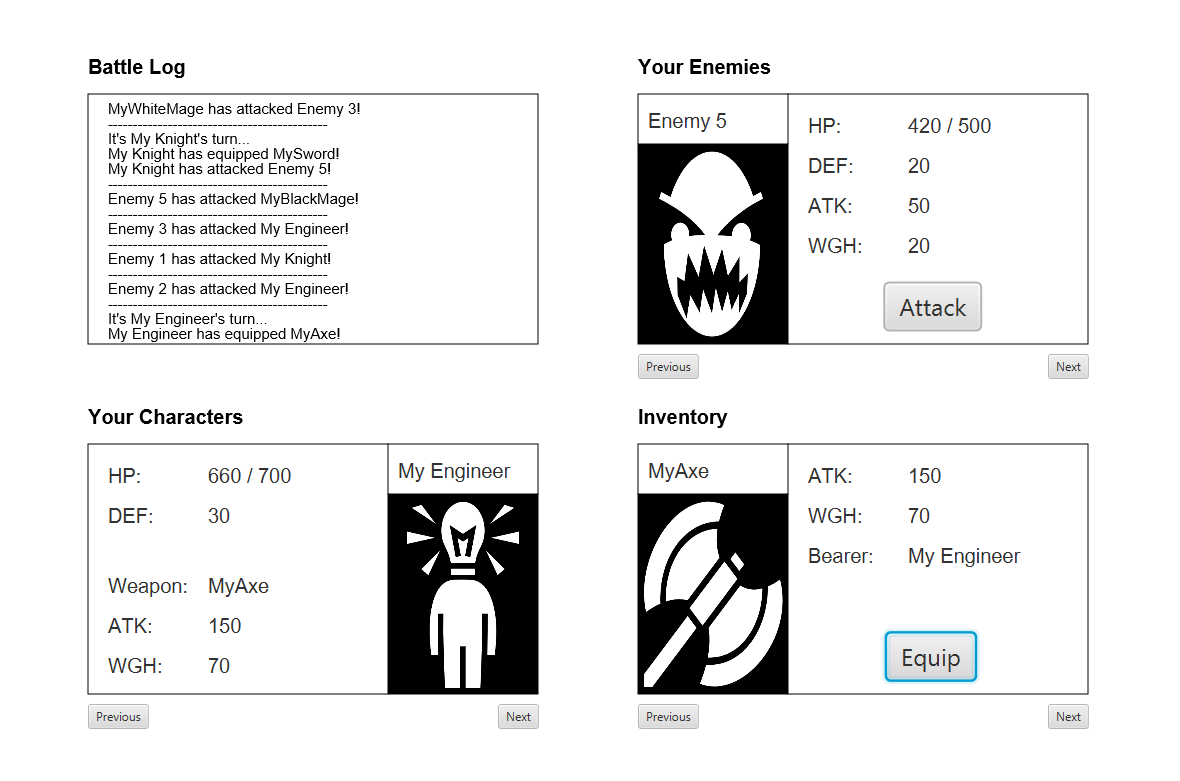 Battle Log
MyWhiteMage has attacked Enemy 3!
--------------------------------------------
It's My Knight's turn...
My Knight has equipped MySword!
My Knight has attacked Enemy 5!
--------------------------------------------
Enemy 5 has attacked MyBlackMage!
--------------------------------------------
Enemy 3 has attacked My Engineer!
--------------------------------------------
Enemy 1 has attacked My Knight!
--------------------------------------------
Enemy 2 has attacked My Engineer!
--------------------------------------------
It's My Engineer's turn...
My Engineer has equipped MyAxe!
Your Enemies
Enemy 5
HP: 420 / 500
DEF: 20
ATK: 50
WGH: 20
Attack
Previous
Next
Your Characters
HP: 660 / 700
DEF: 30
Weapon: MyAxe
ATK: 150
WGH: 70
My Engineer
Previous
Next
Inventory
MyAxe
ATK: 150
WGH: 70
Bearer: My Engineer
Equip
Previous
Next